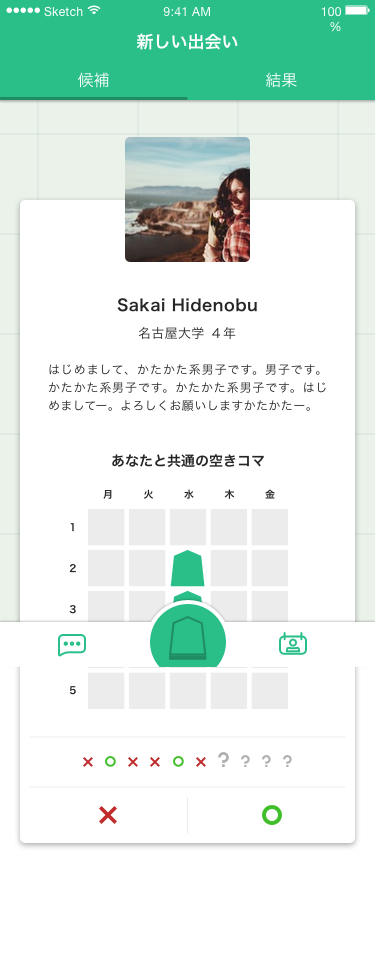 Sketch 9:41 AM 100
%
新しい出会い
候補 結果
Sakai Hidenobu
名古屋大学 4年
はじめまして、かたかた系男子です。男子です。
かたかた系男子です。かたかた系男子です。はじ
めましてー。よろしくお願いしますかたかたー。
あなたと共通の空きコマ
月 火 水 木 金
1
2
3
5
? ? ? ?